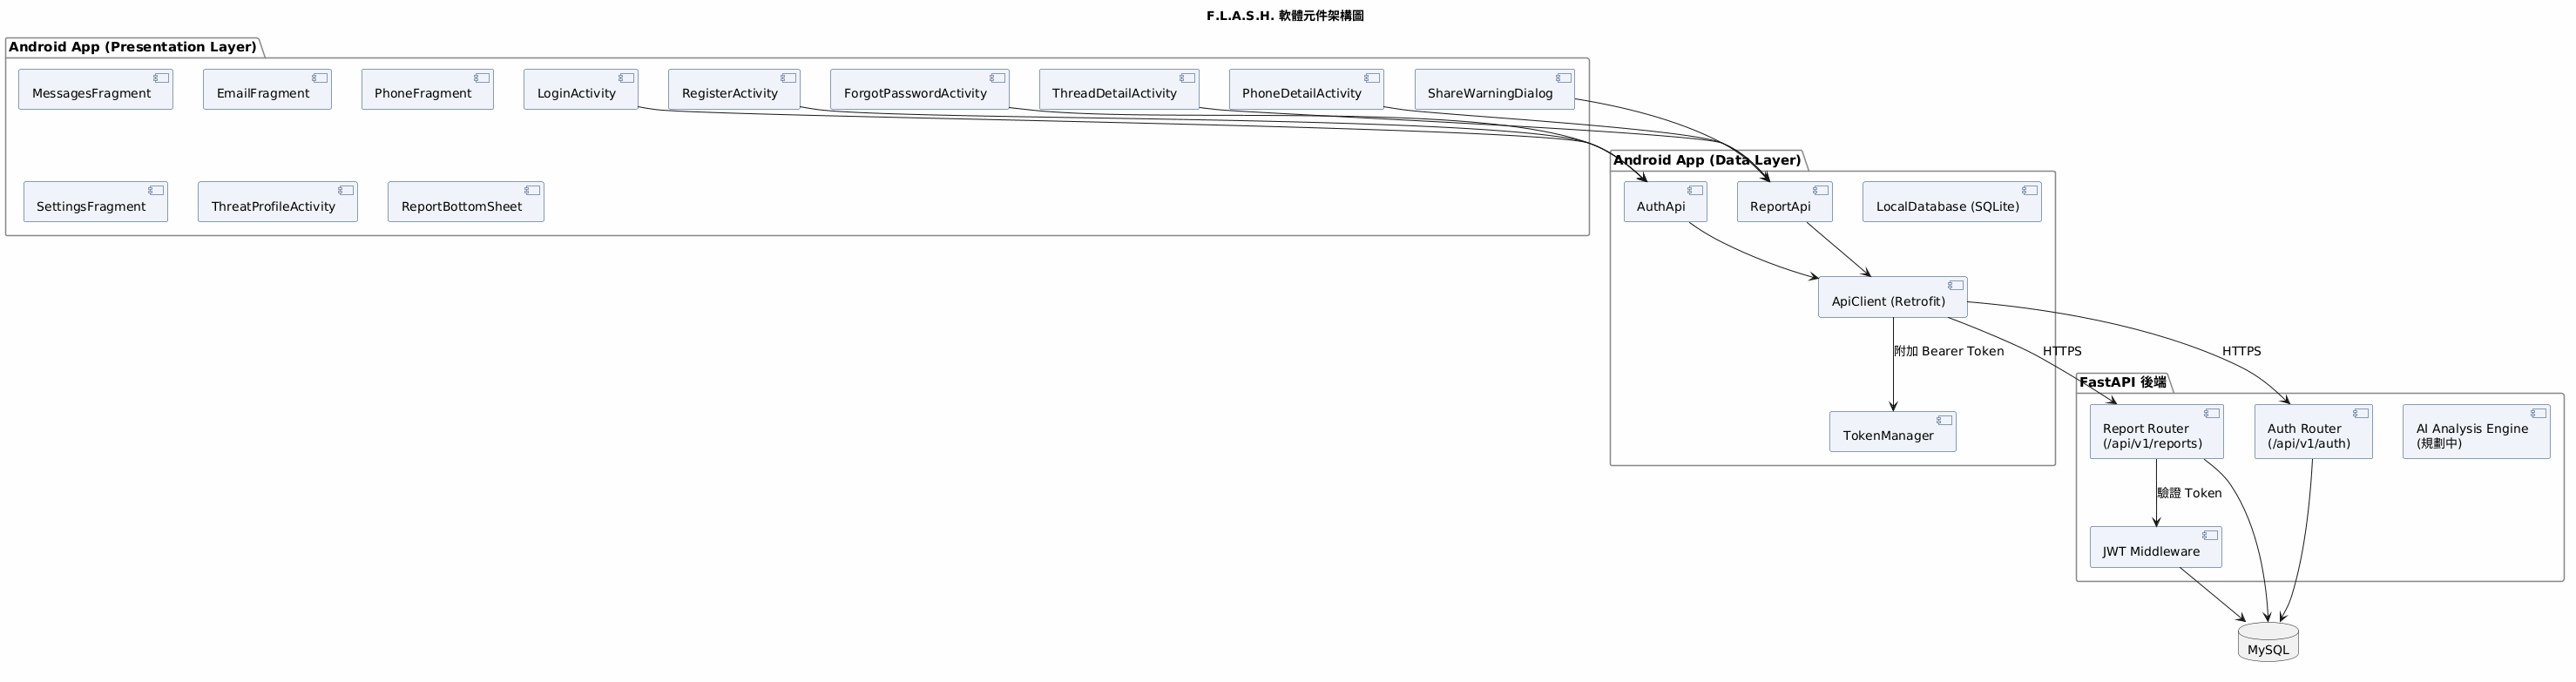 F.L.A.S.H. 軟體元件架構圖
Android App (Presentation Layer)
MessagesFragment
EmailFragment
PhoneFragment
LoginActivity
RegisterActivity
ForgotPasswordActivity
ThreadDetailActivity
PhoneDetailActivity
ShareWarningDialog
SettingsFragment
ThreatProfileActivity
ReportBottomSheet
Android App (Data Layer)
AuthApi
ReportApi
LocalDatabase (SQLite)
ApiClient (Retrofit)
附加 Bearer Token
HTTPS
HTTPS
TokenManager
FastAPI 後端
Report Router
(/api/v1/reports)
Auth Router
(/api/v1/auth)
AI Analysis Engine
(規劃中)
驗證 Token
JWT Middleware
MySQL